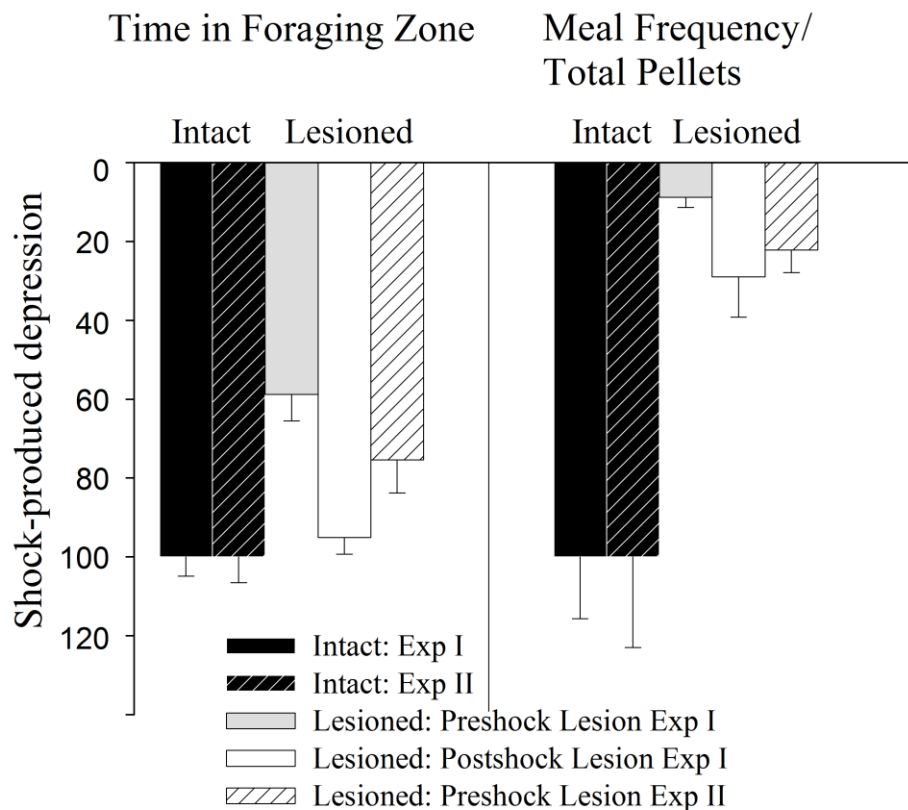 Time in Foraging Zone
Meal Frequency/
Total Pellets
Intact Lesioned
Intact Lesioned
Shock-produced depression
0
20
40
60
80
100
120
Intact: Exp I
Intact: Exp II
Lesioned: Preshock Lesion Exp I
Lesioned: Postshock Lesion Exp I
Lesioned: Preshock Lesion Exp II